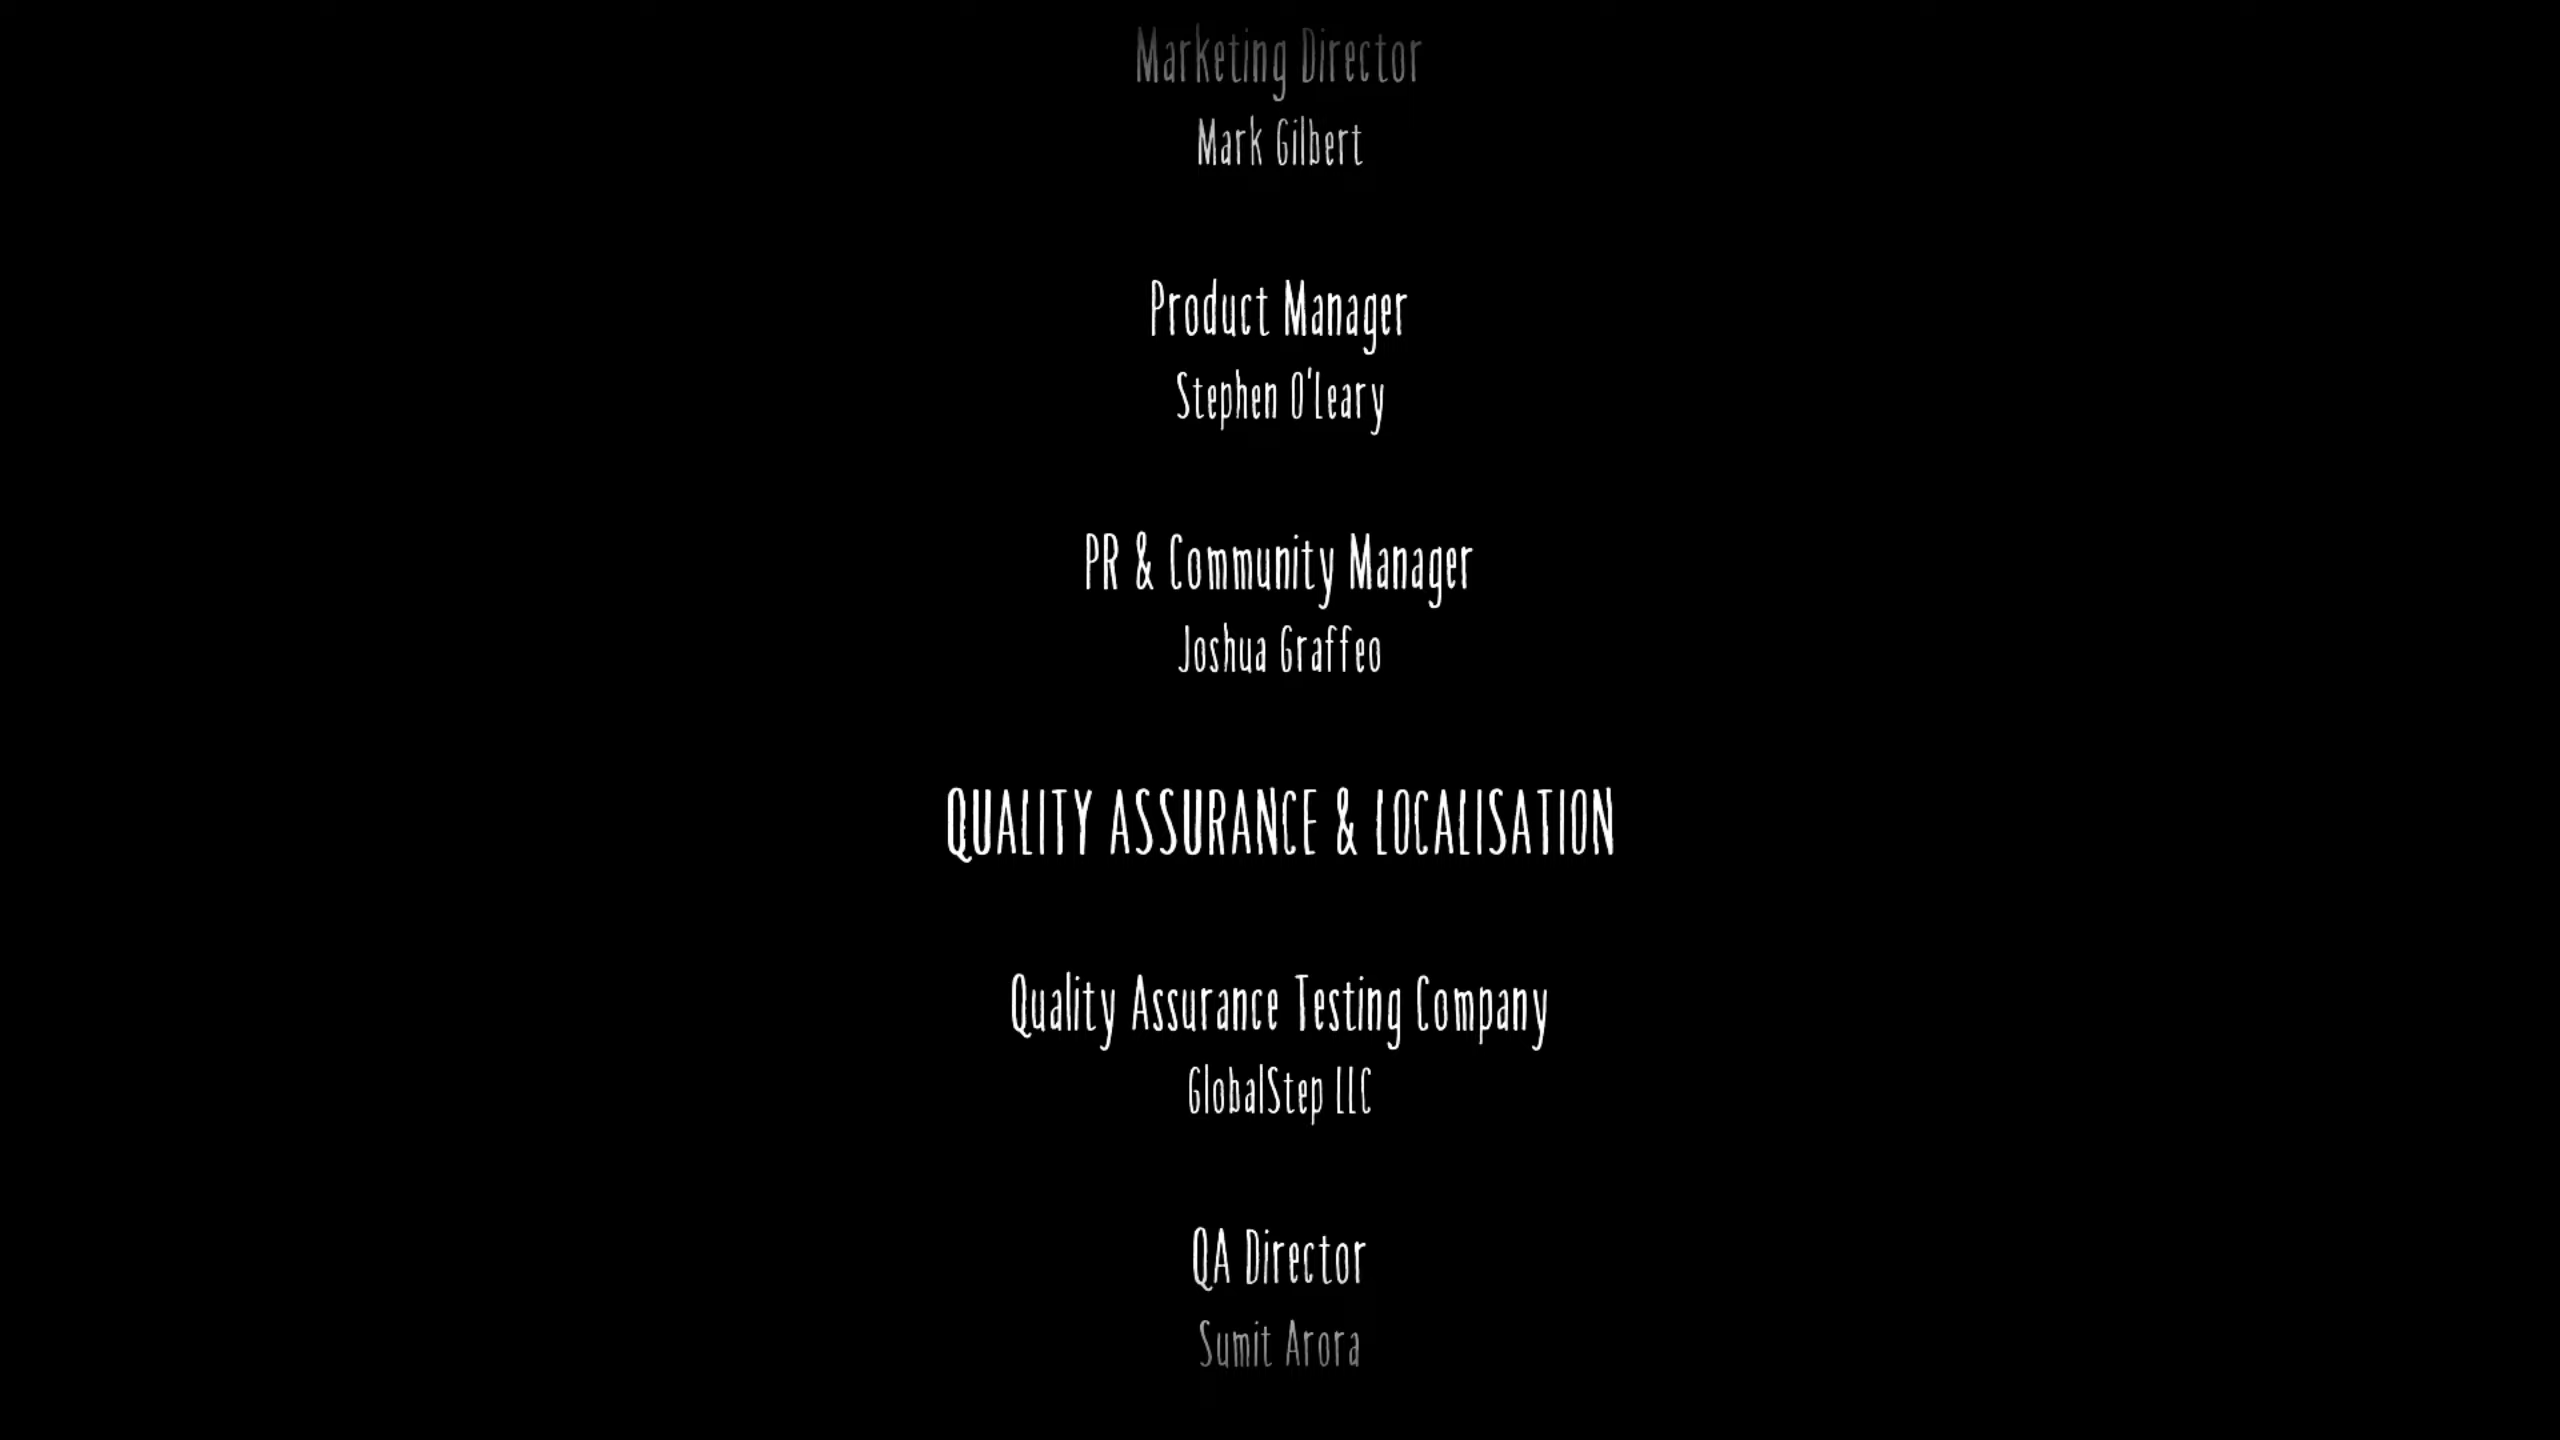 Marketing Director
Mark Gilbert
Product Manager
Stephen O'Leary
PR & Community Manager
Joshua Graffeo
QUALITY ASSURANCE & LOCALISATION
Quality Assurance Testing Company
GlobalStep LLC
QA Director
Sumit Arora